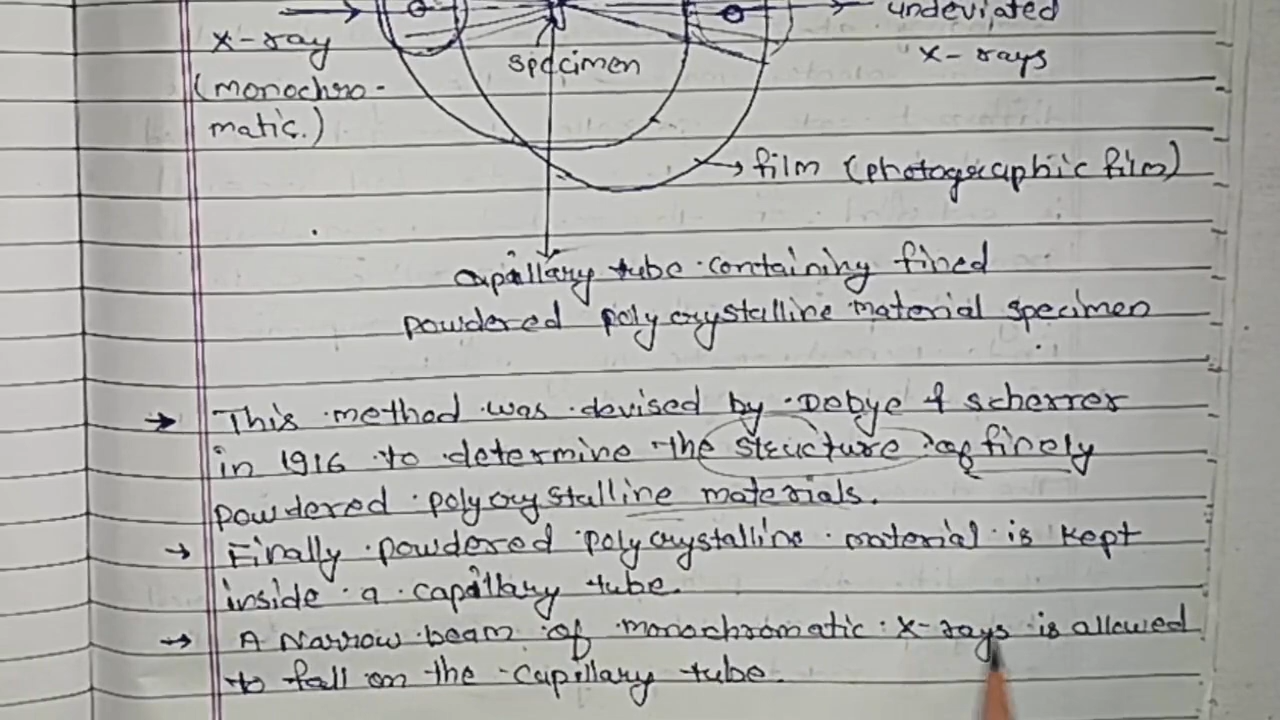 undeviated
x-ray
x-rays
specimen
(monochro-
matic.)
film (photographic film)
capillary tube containing fined
powdered polycrystalline material specimen
→ This method was devised by Debye & scherrer
in 1916 to determine the structure of finely
powdered polycrystalline materials.
→ Finally powdered polycrystalline material is kept
inside a capillary tube.
→ A Narrow beam of monochromatic x-rays is allowed
to fall on the capillary tube.